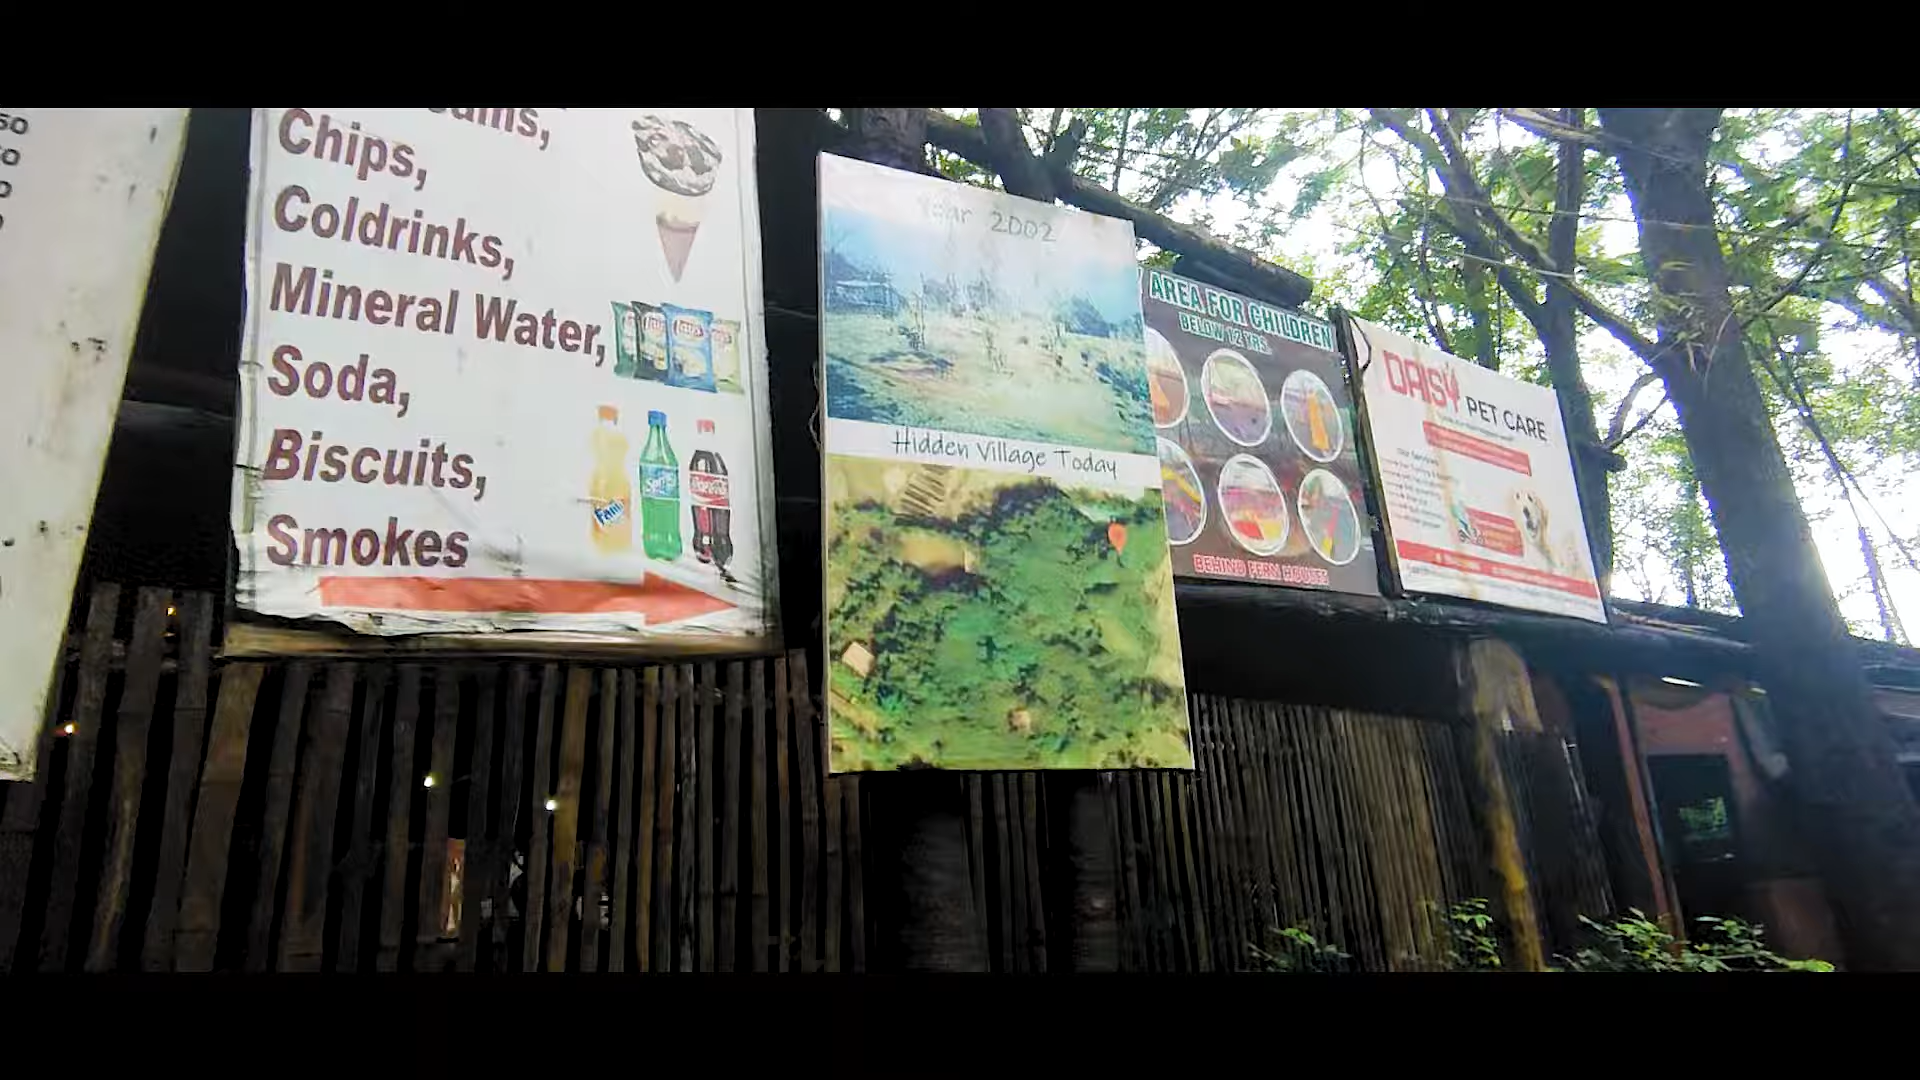 Chips,
Coldrinks,
Mineral Water,
Soda,
Biscuits,
Smokes
Fanta
Sprite
Coca-Cola
Year 2002
Hidden Village Today
AREA FOR CHILDREN
BELOW 12 YRS.
BEHIND FERN HOUSE
DAISY PET CARE